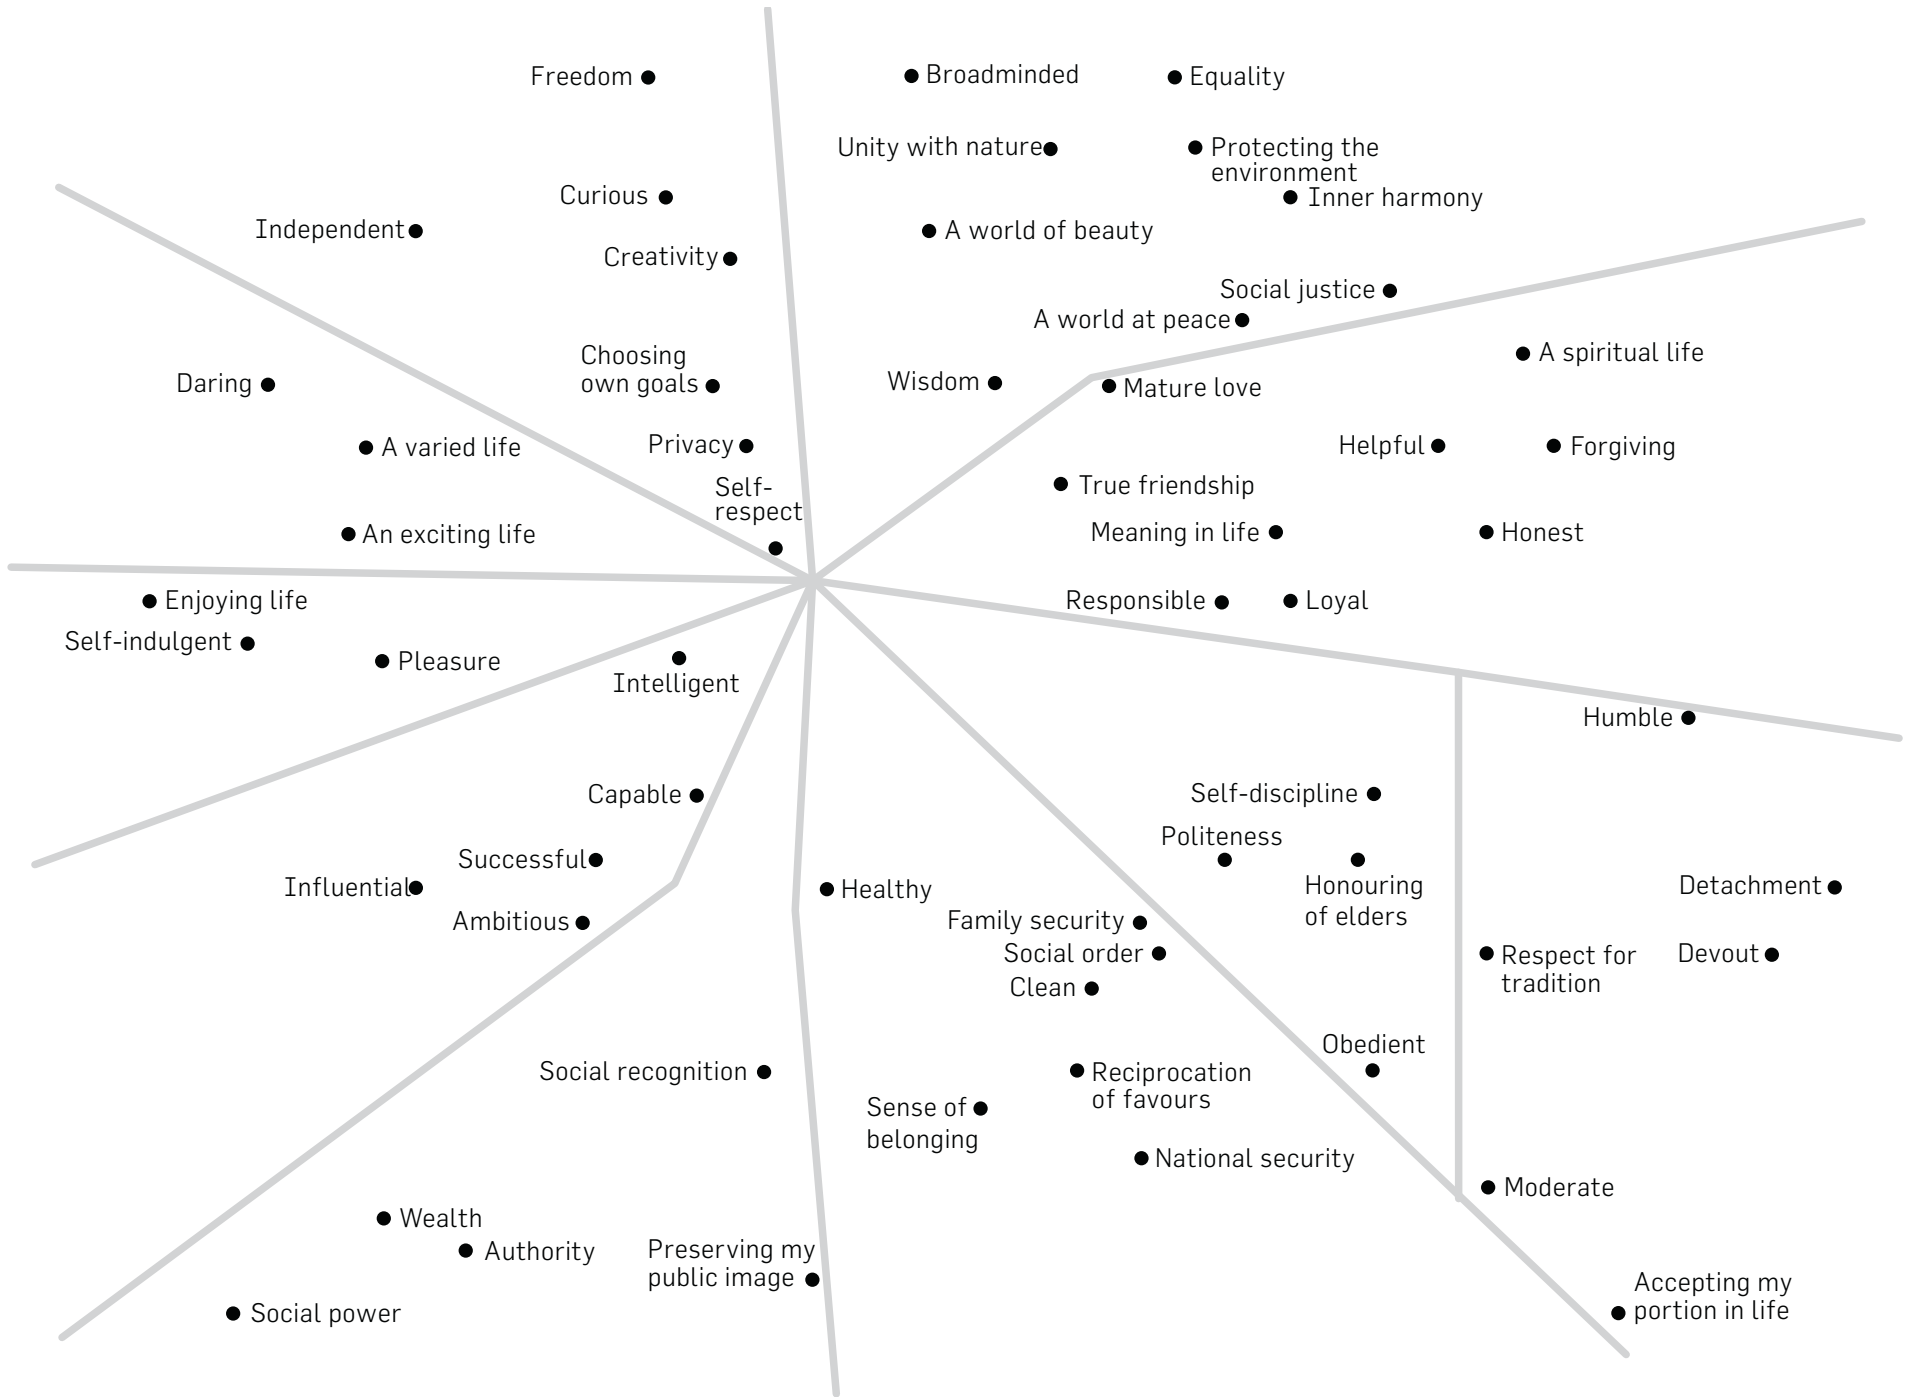 Freedom
Broadminded
Equality
Unity with nature
Protecting the
environment
Curious
Inner harmony
Independent
A world of beauty
Creativity
Social justice
A world at peace
Choosing
own goals
A spiritual life
Daring
Wisdom
Mature love
A varied life
Privacy
Helpful
Forgiving
Self-
respect
True friendship
An exciting life
Meaning in life
Honest
Enjoying life
Responsible
Loyal
Self-indulgent
Pleasure
Intelligent
Humble
Capable
Self-discipline
Politeness
Successful
Influential
Healthy
Honouring
of elders
Detachment
Ambitious
Family security
Social order
Respect for
tradition
Devout
Clean
Obedient
Social recognition
Reciprocation
of favours
Sense of
belonging
National security
Moderate
Wealth
Authority
Preserving my
public image
Accepting my
portion in life
Social power